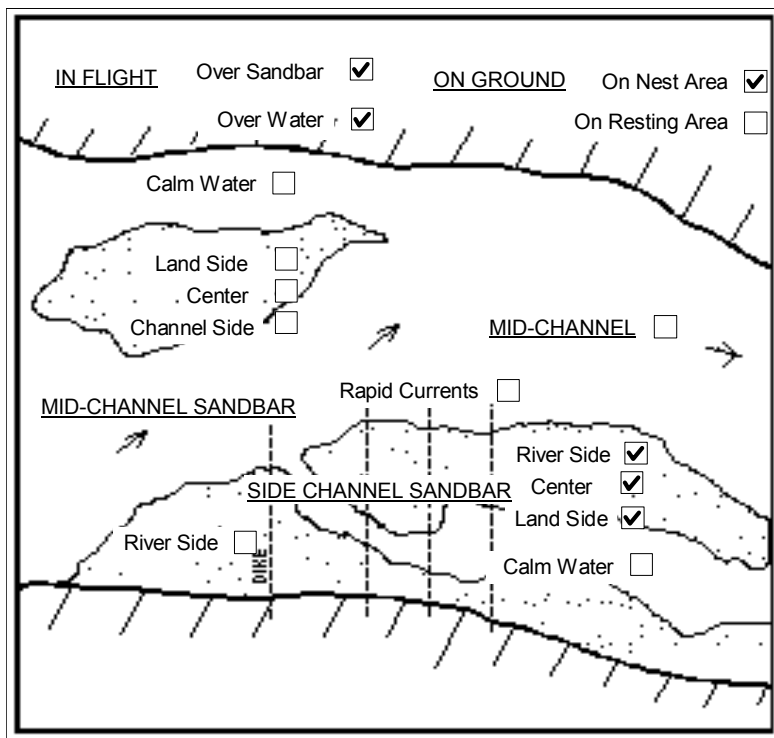 IN FLIGHT Over Sandbar ON GROUND On Nest Area
Over Water On Resting Area
Calm Water
Land Side
Center
Channel Side
MID-CHANNEL
Rapid Currents
MID-CHANNEL SANDBAR
River Side
SIDE CHANNEL SANDBAR Center
Land Side
River Side
DIKE
Calm Water